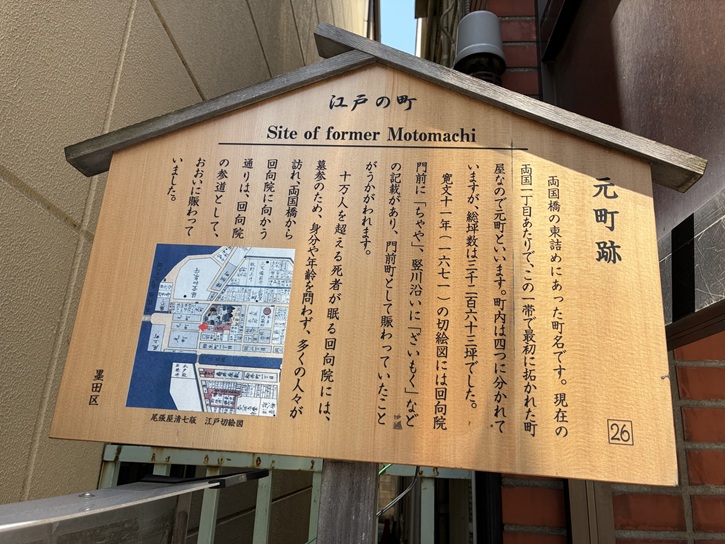 江戸の町
Site of former Motomachi
元町跡
両国橋の東詰めにあった町名です。現在の
両国一丁目あたりで、この一帯で最初に拓かれた町
屋なので元町といいます。町内は四つに分かれて
いますが、総坪数は三千二百六十三坪でした。
寛文十一年（一六七一）の切絵図には回向院
門前に「ちゃや」、竪川沿いに「ざいもく」など
の記載があり、門前町として賑わっていたこと
がうかがわれます。
十万人を超える死者が眠る回向院には、
墓参のため、身分や年齢を問わず、多くの人々が
訪れ、両国橋から
回向院に向かう
通りは、回向院
の参道として、
おおいに賑わって
いました。
尾張屋清七版 江戸切絵図
墨田区
26